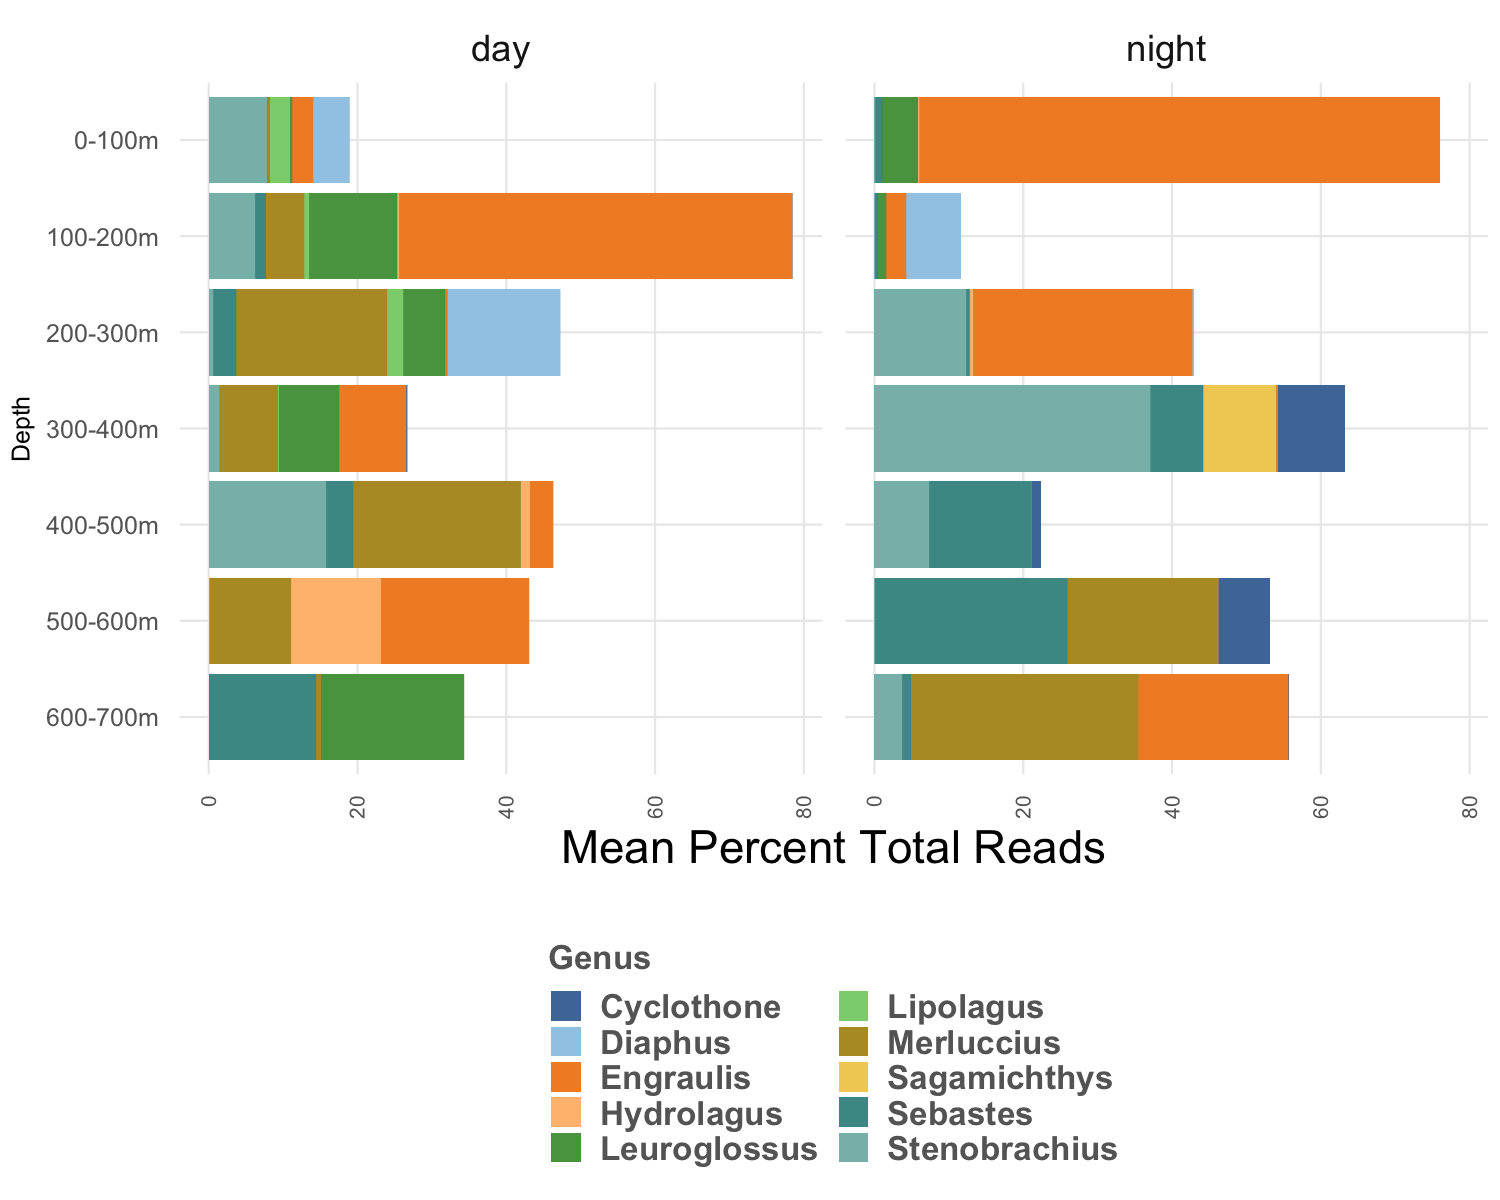 day
night
0-100m
100-200m
200-300m
300-400m
400-500m
500-600m
600-700m
Depth
0 20 40 60 80
0 20 40 60 80
Mean Percent Total Reads
Genus
Cyclothone
Diaphus
Engraulis
Hydrolagus
Leuroglossus
Lipolagus
Merluccius
Sagamichthys
Sebastes
Stenobrachius